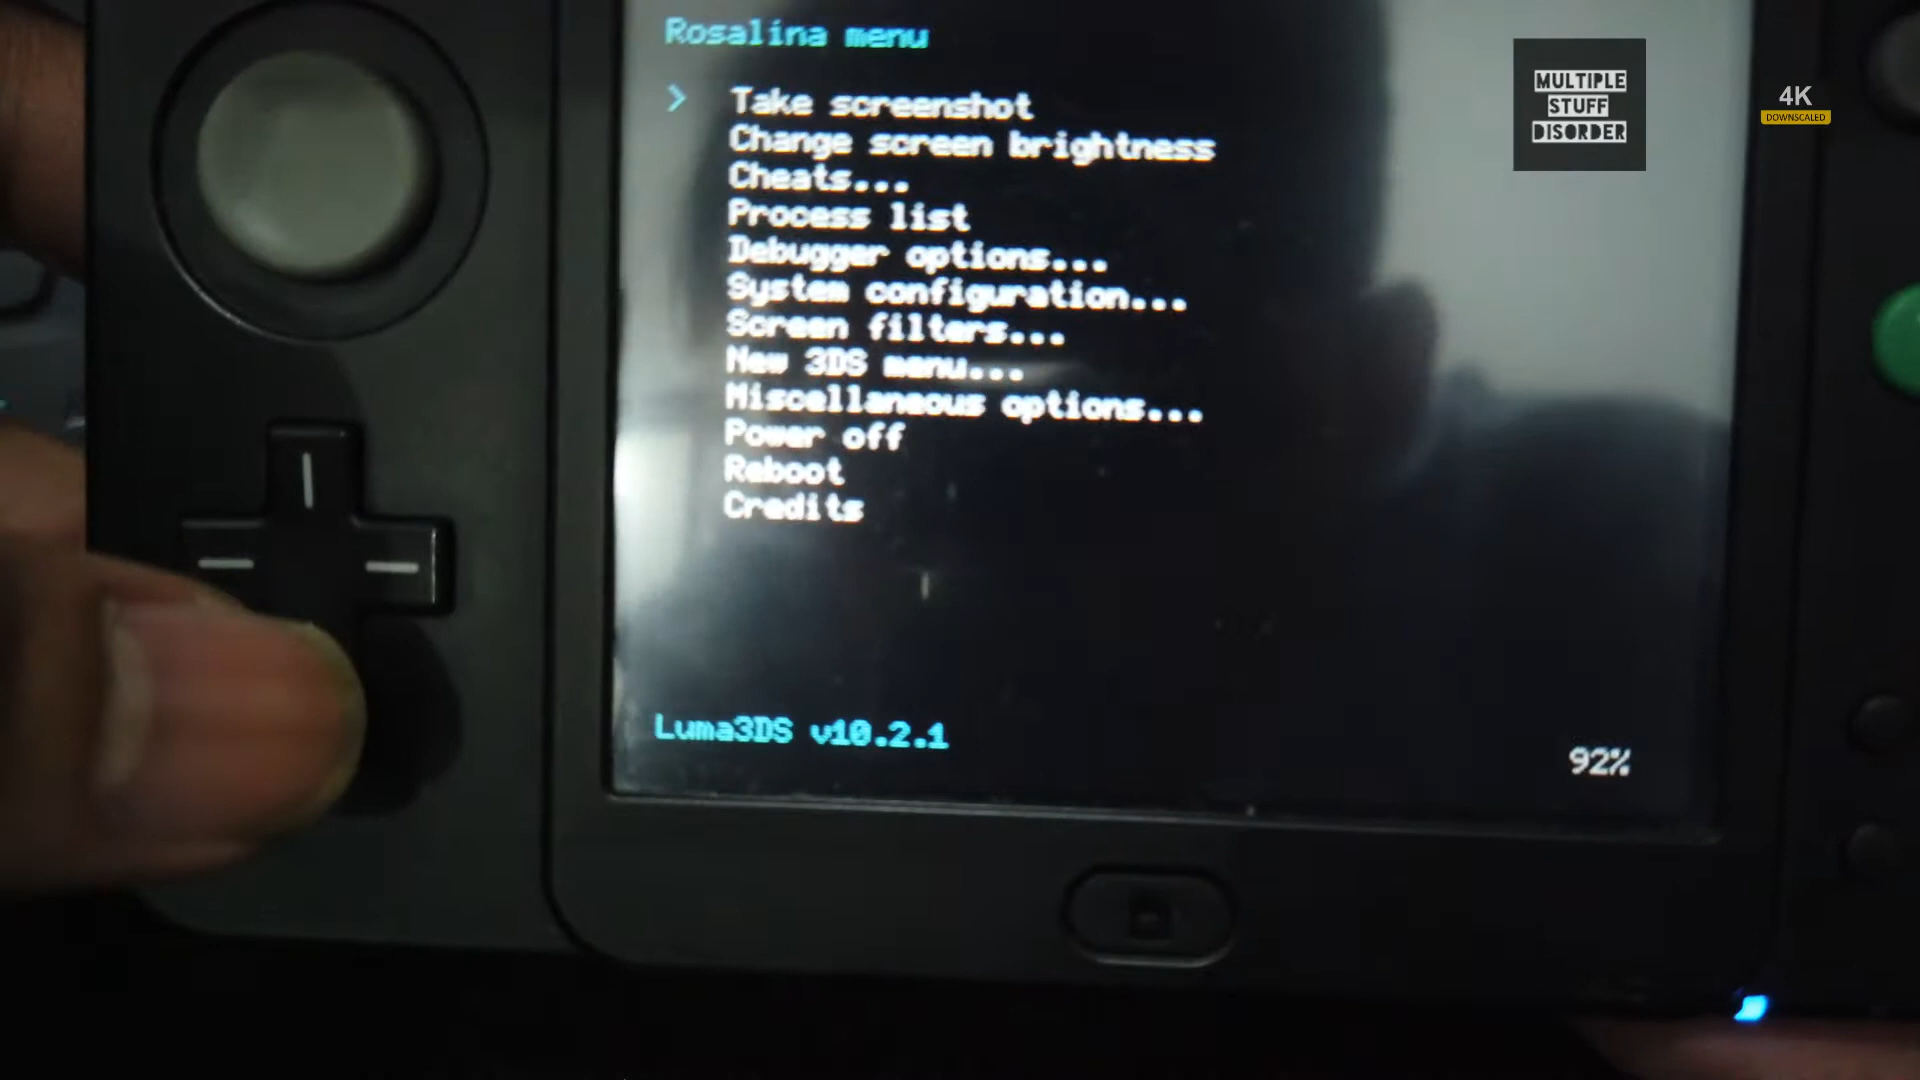 Rosalina menu
> Take screenshot
Change screen brightness
Cheats...
Process list
Debugger options...
System configuration...
Screen filters...
New 3DS menu...
Miscellaneous options...
Power off
Reboot
Credits
Luma3DS v10.2.1
92%
MULTIPLE
STUFF
DISORDER
4K
DOWNSCALED